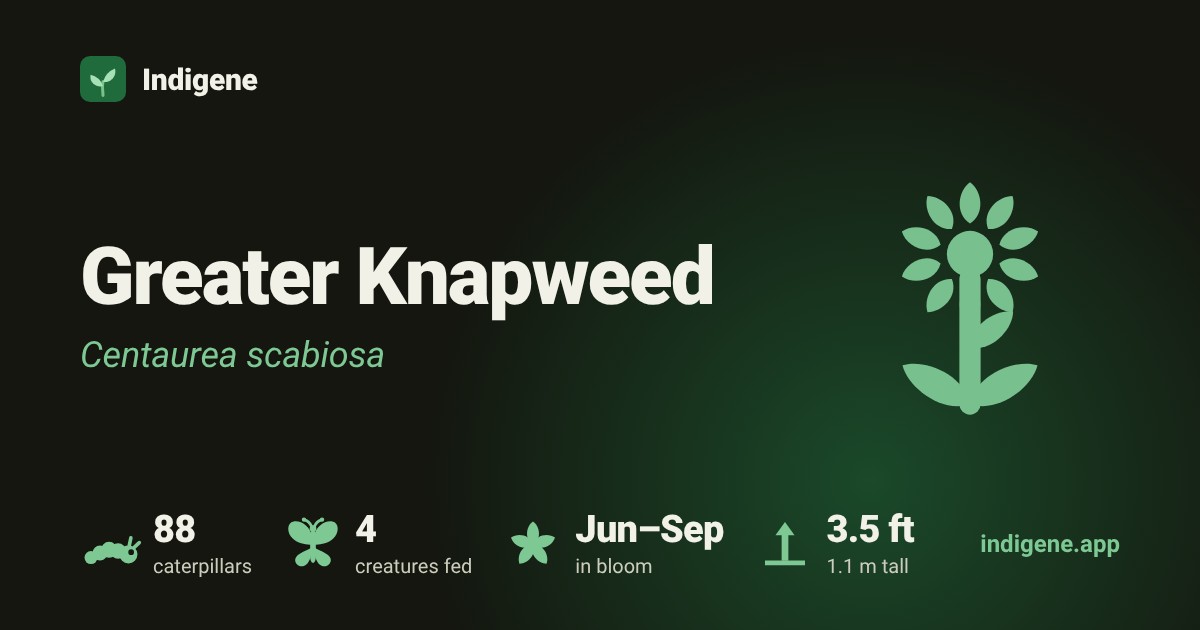 Indigene
Greater Knapweed
Centaurea scabiosa
88
caterpillars
4
creatures fed
Jun–Sep
in bloom
3.5 ft
1.1 m tall
indigene.app